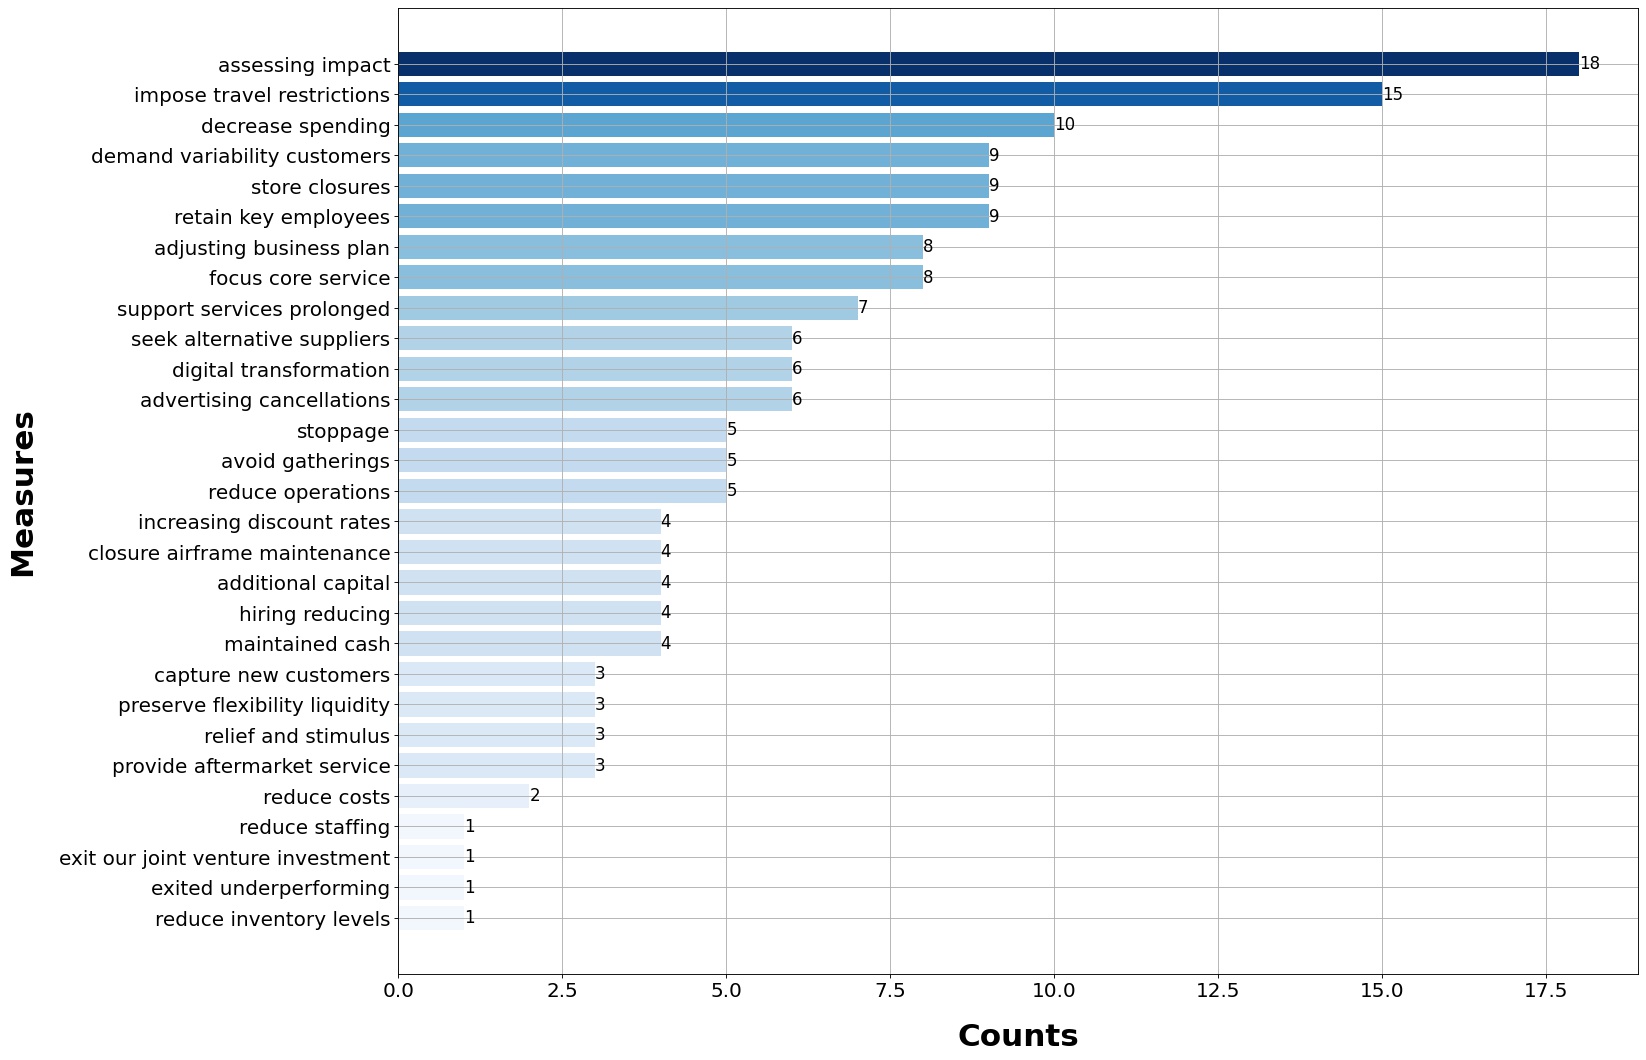 assessing impact 18
impose travel restrictions 15
decrease spending 10
demand variability customers 9
store closures 9
retain key employees 9
adjusting business plan 8
focus core service 8
support services prolonged 7
seek alternative suppliers 6
digital transformation 6
advertising cancellations 6
stoppage 5
avoid gatherings 5
reduce operations 5
increasing discount rates 4
closure airframe maintenance 4
additional capital 4
hiring reducing 4
maintained cash 4
capture new customers 3
preserve flexibility liquidity 3
relief and stimulus 3
provide aftermarket service 3
reduce costs 2
reduce staffing 1
exit our joint venture investment 1
exited underperforming 1
reduce inventory levels 1
0.0 2.5 5.0 7.5 10.0 12.5 15.0 17.5
Counts
Measures